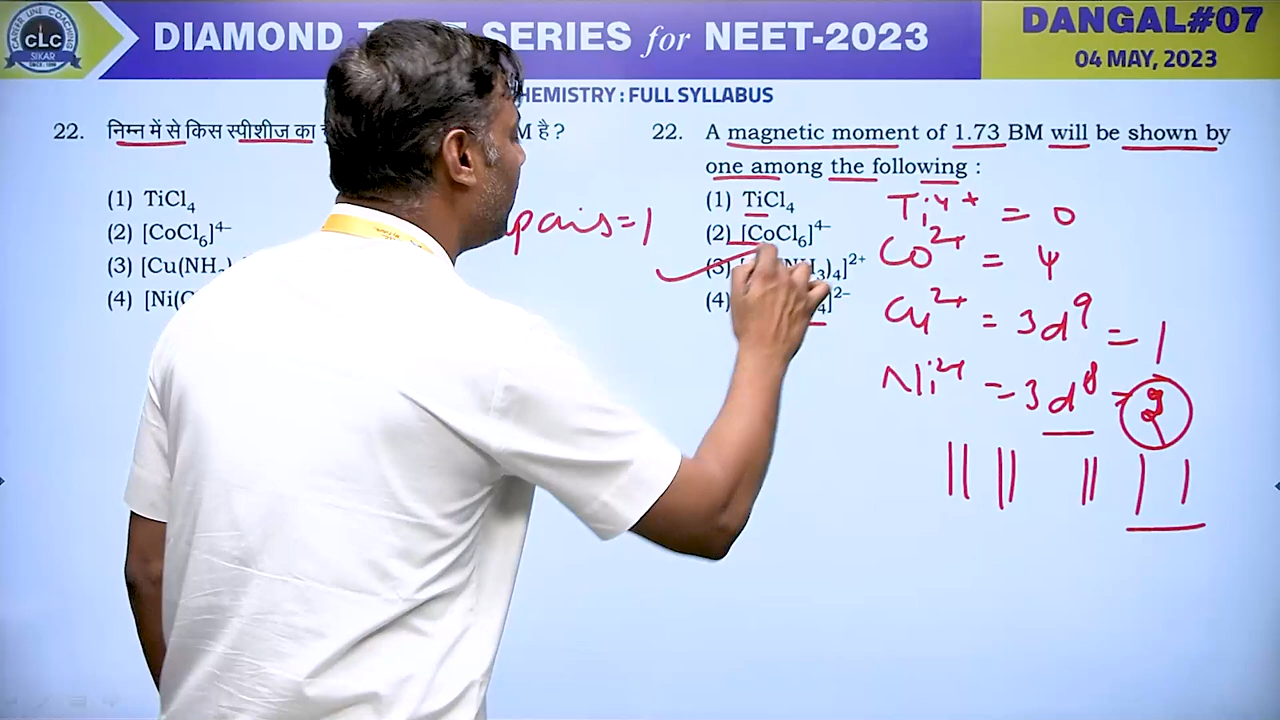 CAREER LINE COACHING
CLC
SIKAR
SINCE : 1996
DIAMOND SERIES for NEET-2023
DANGAL#07
04 MAY, 2023
HEMISTRY : FULL SYLLABUS
22. निम्न में से किस स्पीशीज का M है ?
(1) TiCl₄
(2) [CoCl₆]⁴⁻
(3) [Cu(NH
(4) [Ni(C
22. A magnetic moment of 1.73 BM will be shown by
one among the following :
(1) TiCl₄
(2) [CoCl₆]⁴⁻
(3) [ NH₃)₄]²⁺
(4) ₄]²⁻
pairs=1
Ti⁴⁺ = 0
Co²⁺ = 4
Cu²⁺ = 3d⁹ = 1
Ni²⁺ = 3d⁸ =